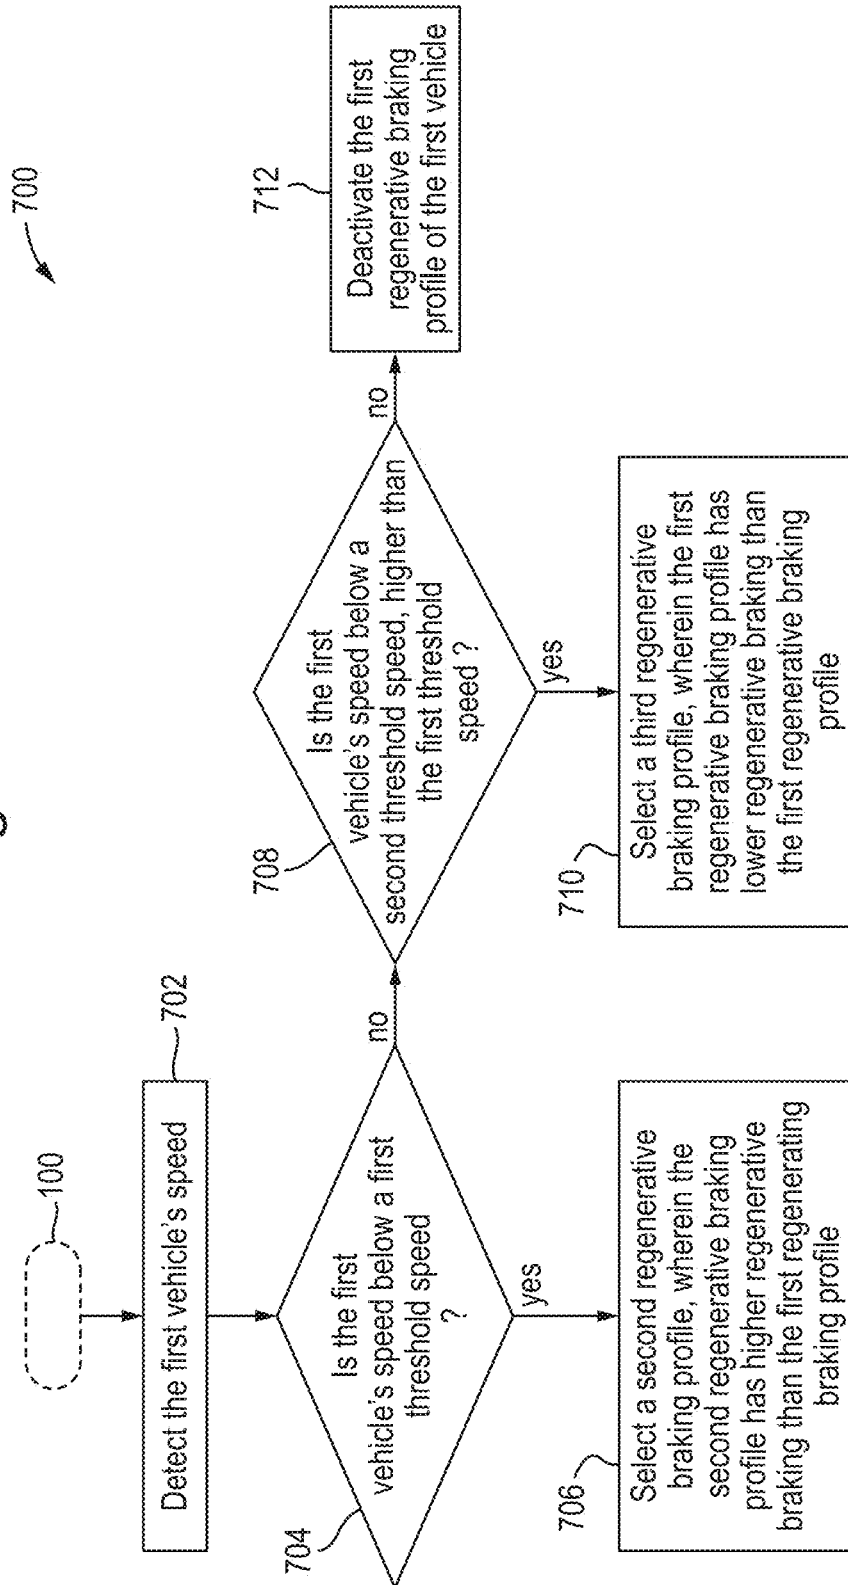 700
100
702
Detect the first vehicle's speed
704
Is the first
vehicle's speed below a first
threshold speed
?
no
yes
706
Select a second regenerative
braking profile, wherein the
second regenerative braking
profile has higher regenerative
braking than the first regenerating
braking profile
708
Is the first
vehicle's speed below a
second threshold speed, higher than
the first threshold
speed ?
no
yes
710
Select a third regenerative
braking profile, wherein the first
regenerative braking profile has
lower regenerative braking than
the first regenerative braking
profile
712
Deactivate the first
regenerative braking
profile of the first vehicle